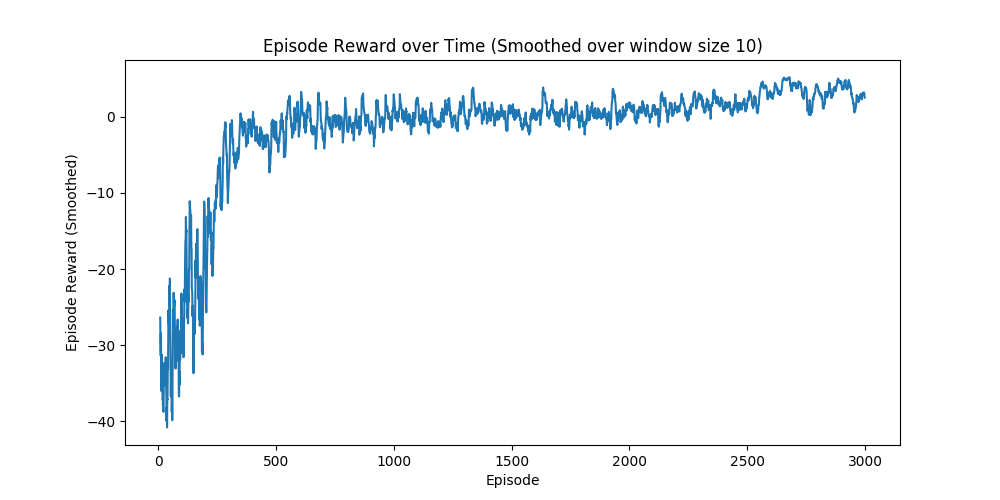 Episode Reward over Time (Smoothed over window size 10)
Episode Reward (Smoothed)
0
−10
−20
−30
−40
0 500 1000 1500 2000 2500 3000
Episode